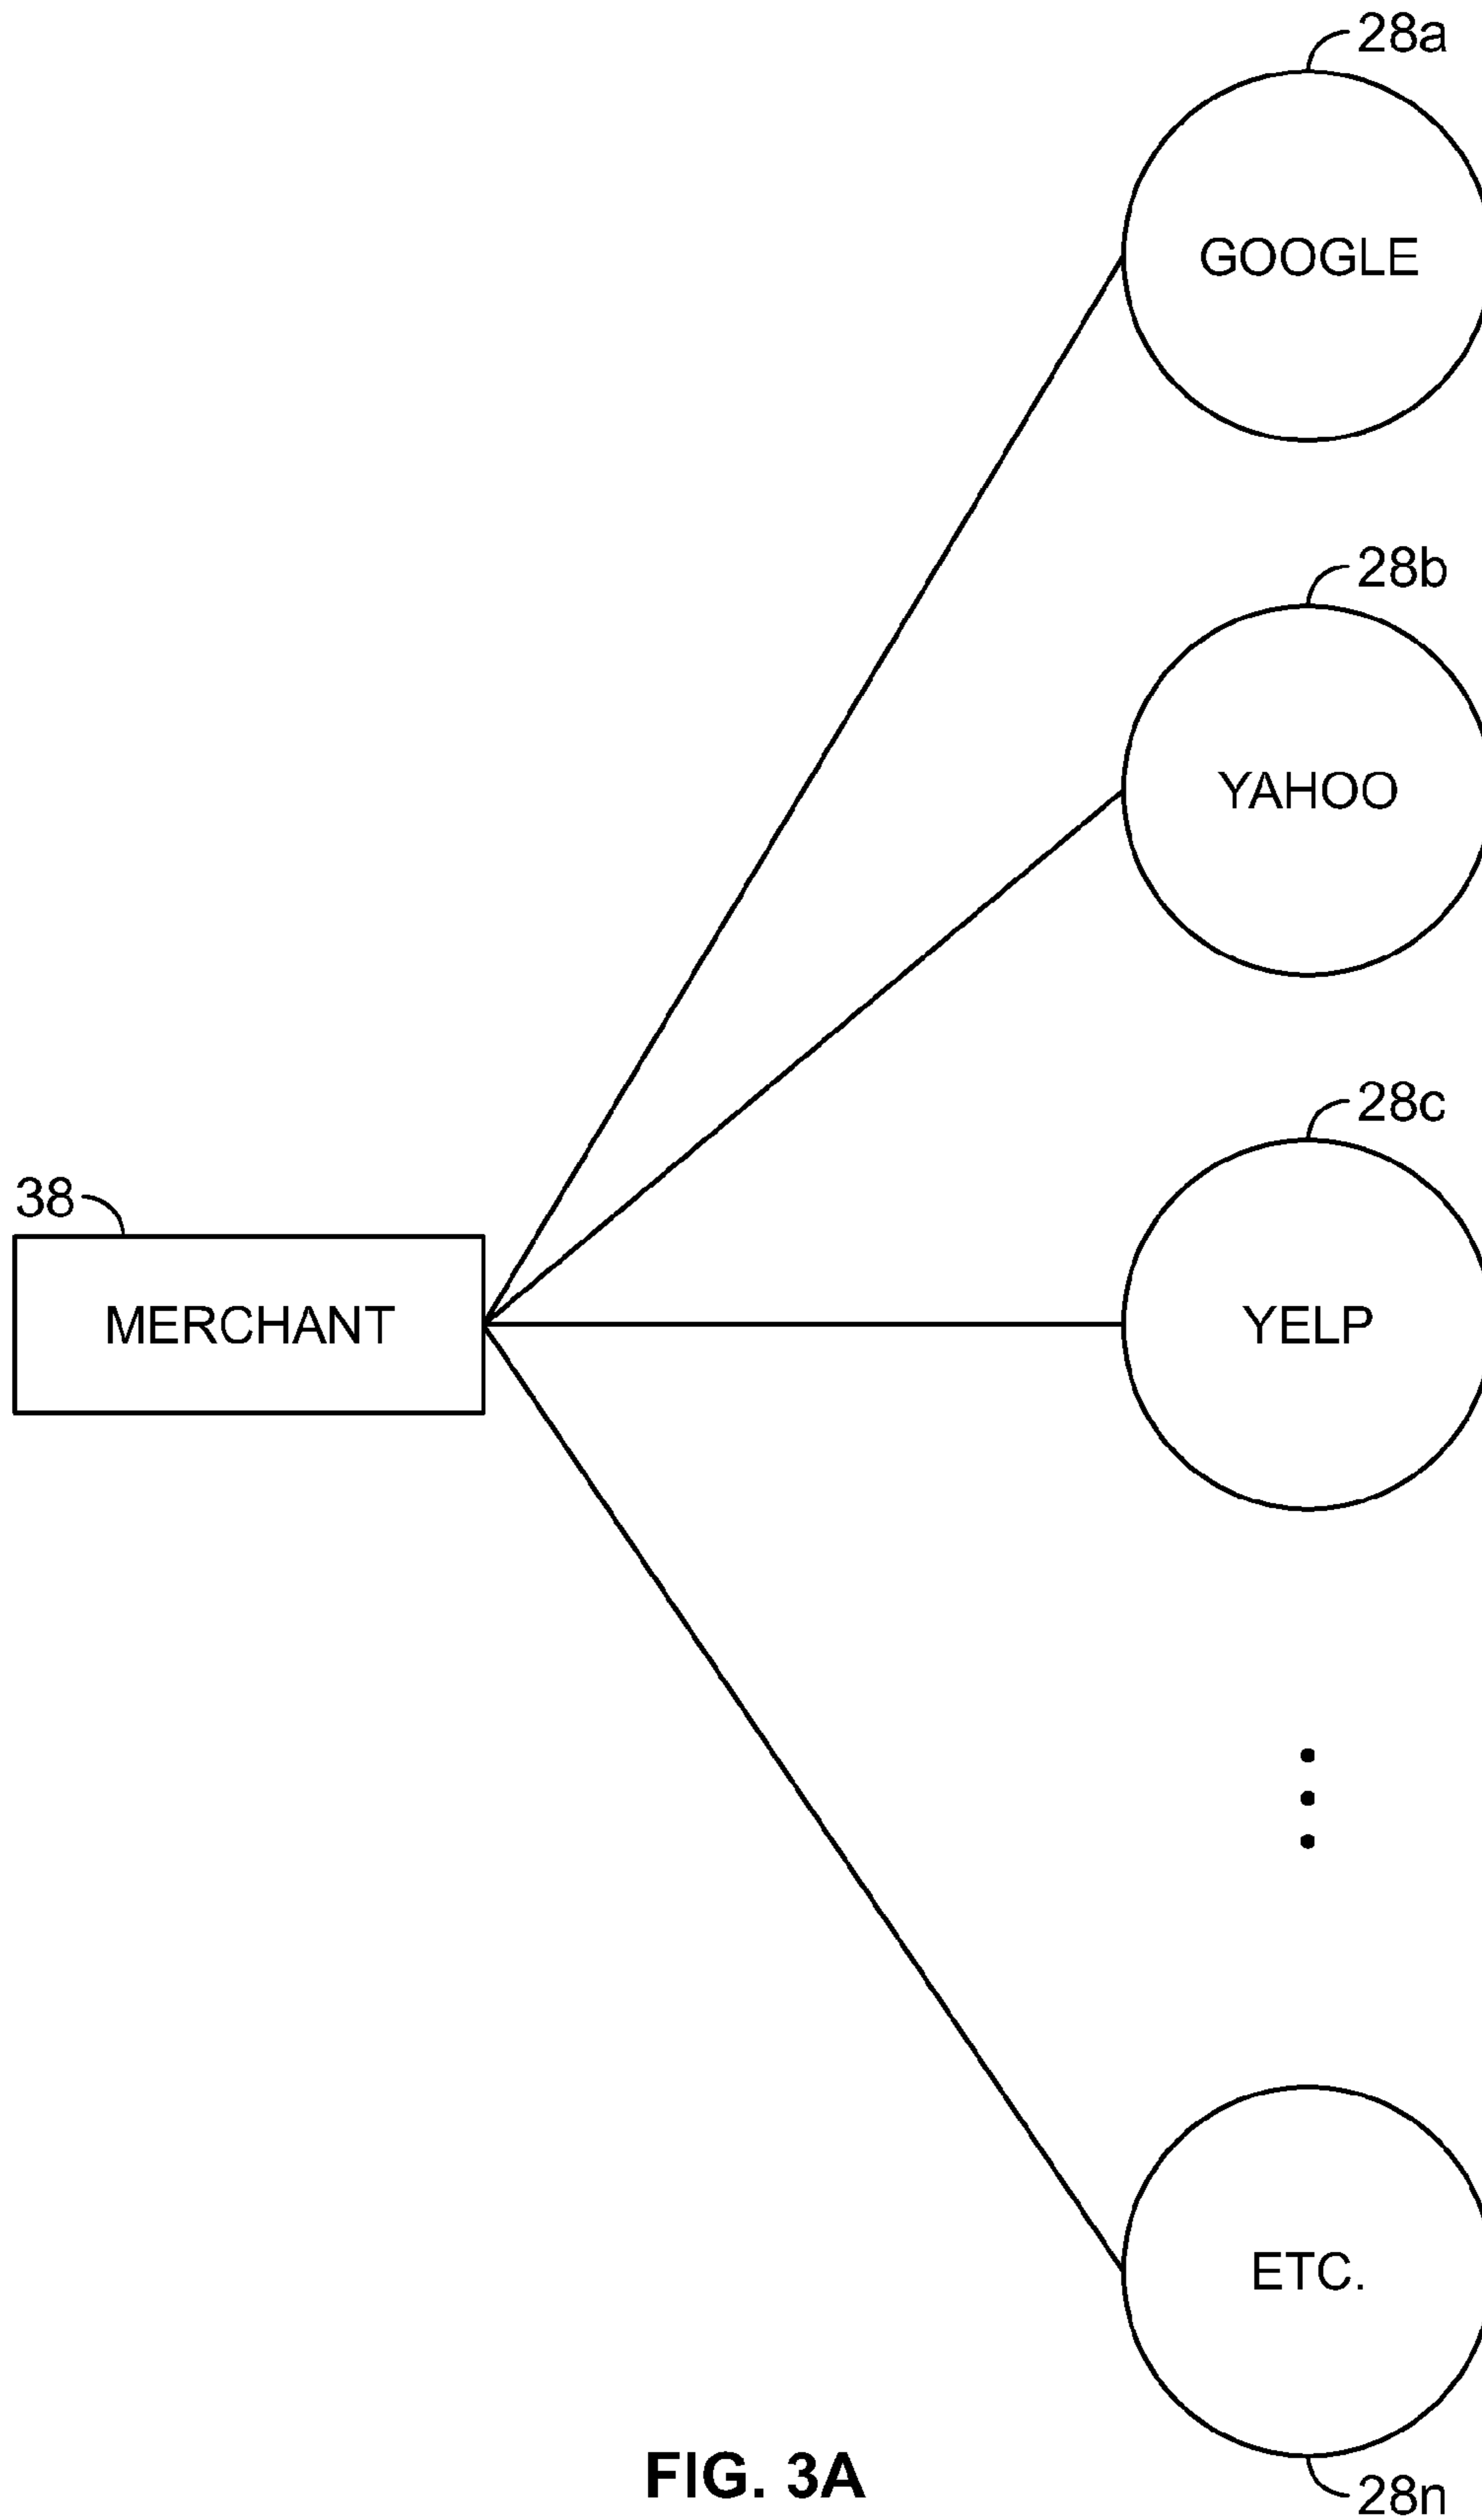 28a
GOOGLE
28b
YAHOO
28c
38
MERCHANT
YELP
ETC.
FIG. 3A
28n